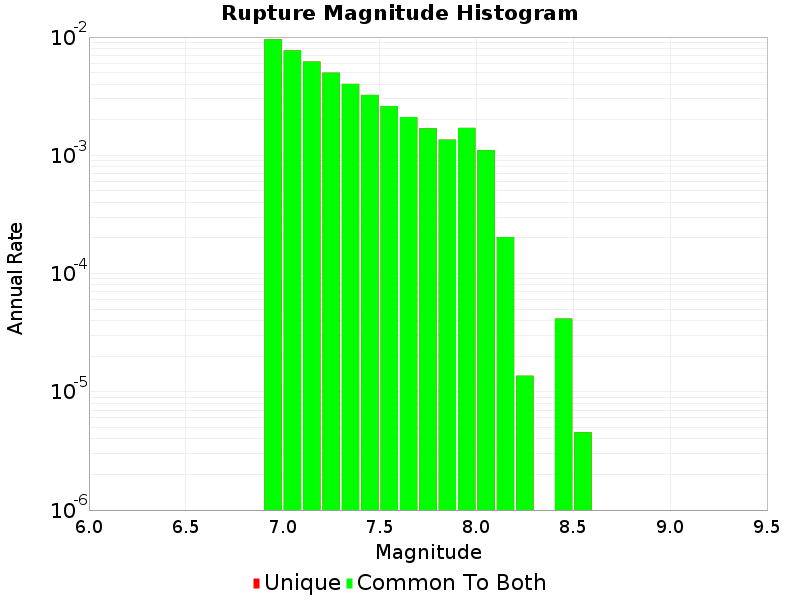 Rupture Magnitude Histogram
10^-2
10^-3
10^-4
10^-5
10^-6
Annual Rate
6.0 6.5 7.0 7.5 8.0 8.5 9.0 9.5
Magnitude
Unique Common To Both